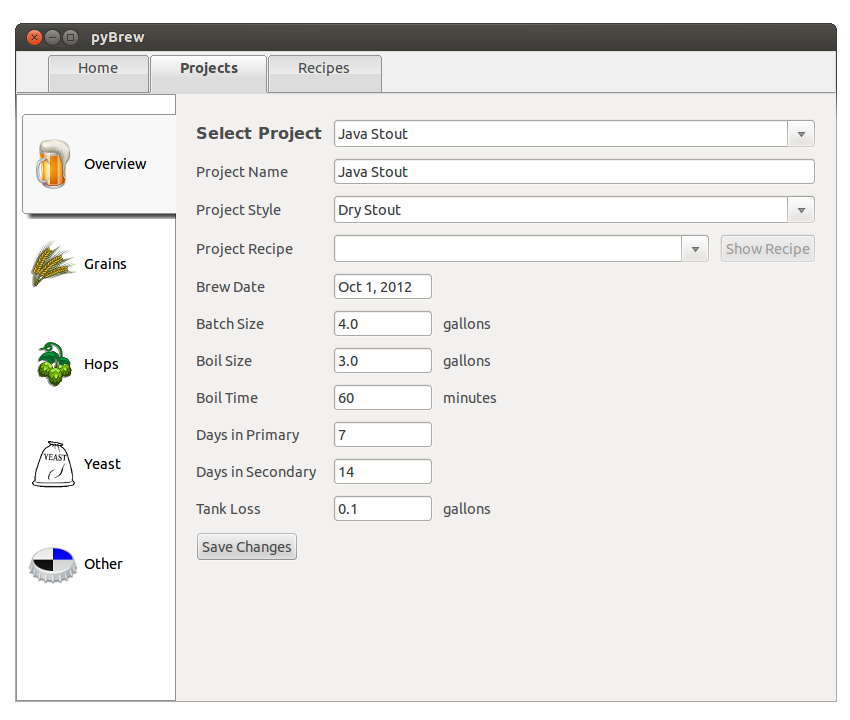 pyBrew
Home Projects Recipes
Select Project Java Stout
Overview
Project Name Java Stout
Project Style Dry Stout
Project Recipe Show Recipe
Grains
Brew Date Oct 1, 2012
Batch Size 4.0 gallons
Boil Size 3.0 gallons
Hops
Boil Time 60 minutes
Days in Primary 7
YEAST
Yeast
Days in Secondary 14
Tank Loss 0.1 gallons
Save Changes
Other